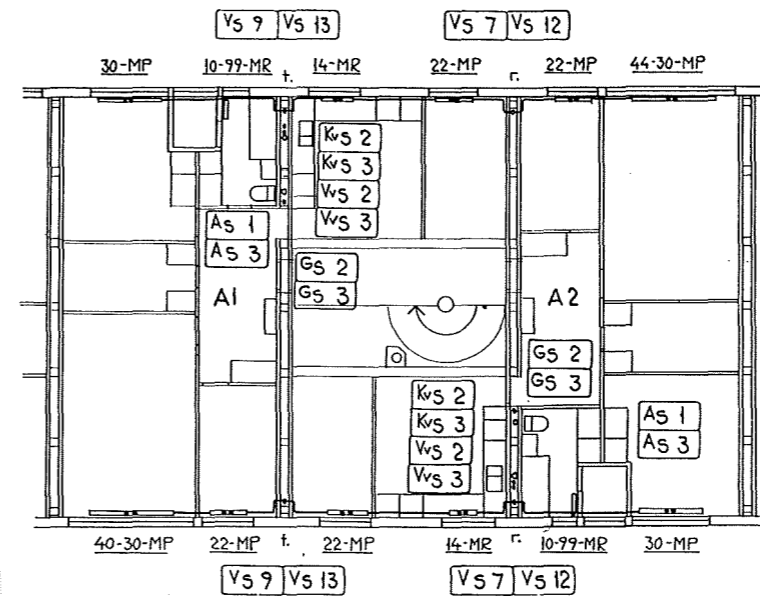 VS 9 VS 13 VS 7 VS 12
30-MP 10-99-MR t. 14-MR 22-MP r. 22-MP 44-30-MP
KvS 2
KvS 3
VvS 2
VvS 3
AS 1
AS 3
GS 2
GS 3
A1
A2
GS 2
GS 3
KvS 2
KvS 3
VvS 2
VvS 3
AS 1
AS 3
40-30-MP 22-MP t. 22-MP 14-MR r. 10-99-MR 30-MP
VS 9 VS 13 VS 7 VS 12